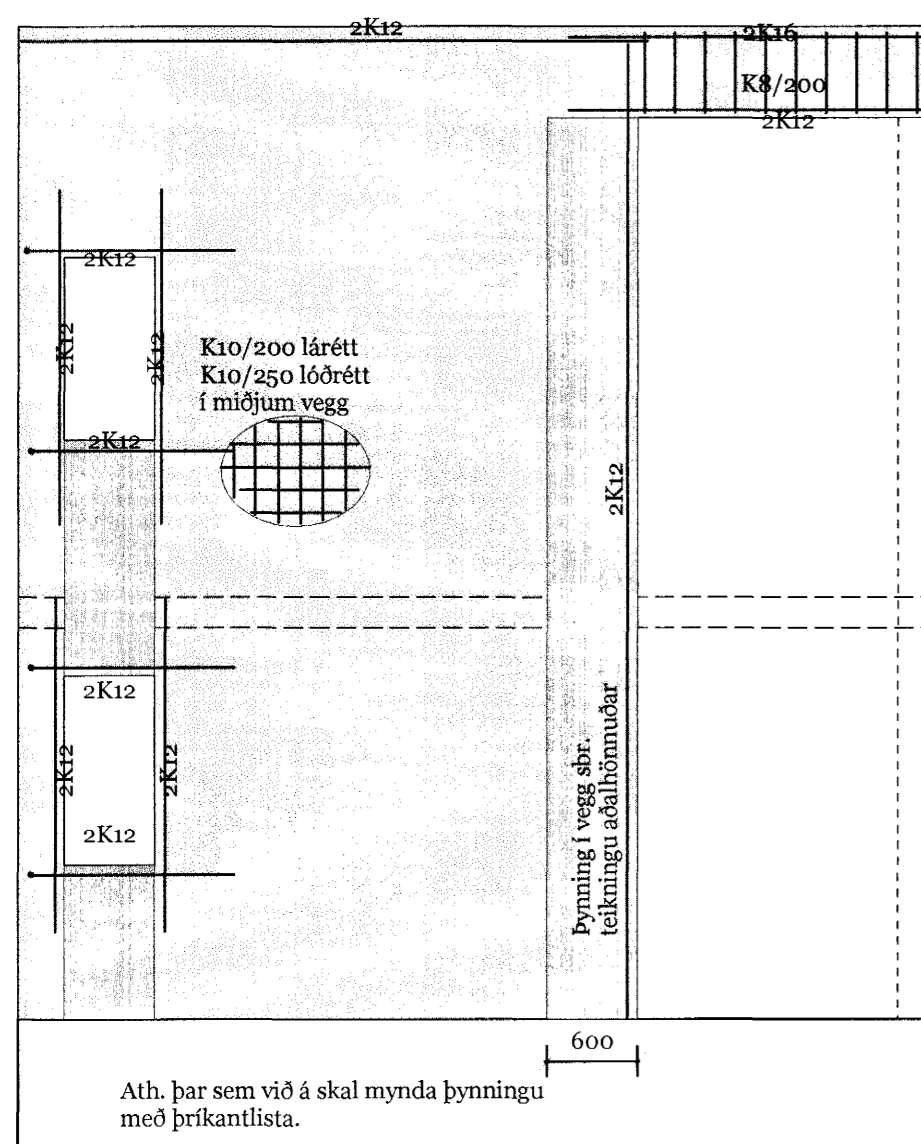 2K12
2K16
K8/200
2K12
2K12
2K12
2K12
K10/200 lárétt
K10/250 lóðrétt
í miðjum vegg
2K12
2K12
2K12
2K12
2K12
2K12
Þynning í vegg sbr.
teikningu aðalhönnuðar
600
Ath. þar sem við á skal mynda þynningu
með þríkantlista.